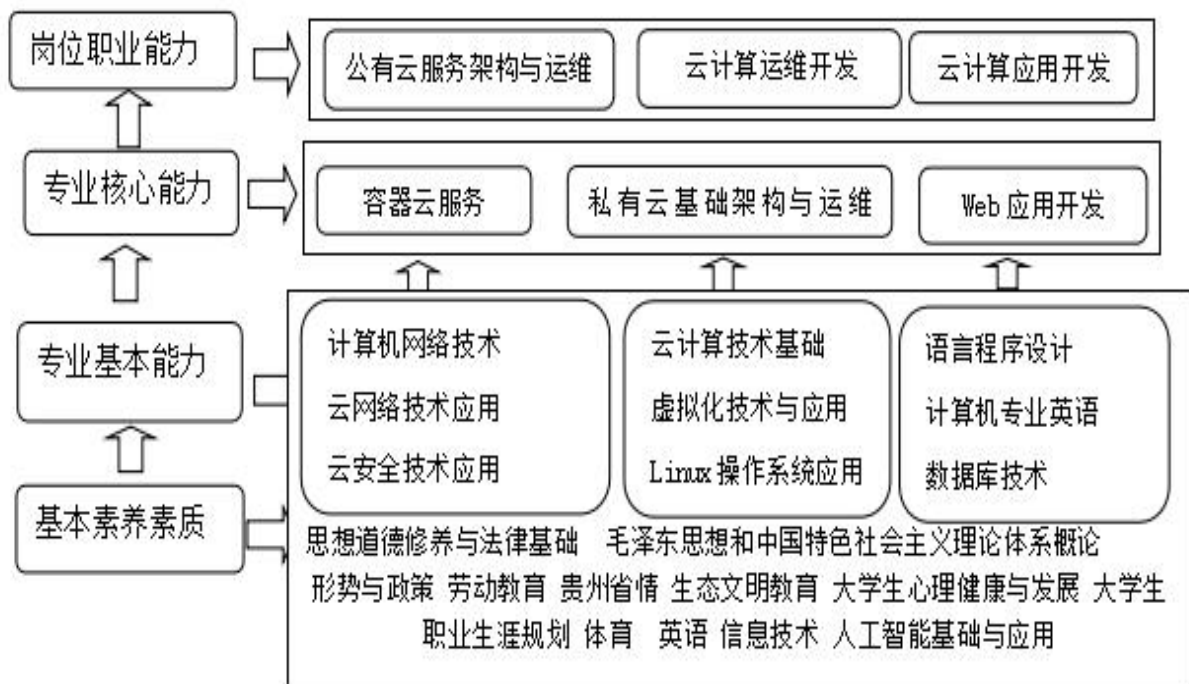 岗位职业能力
公有云服务架构与运维
云计算运维开发
云计算应用开发
专业核心能力
容器云服务
私有云基础架构与运维
Web 应用开发
专业基本能力
计算机网络技术
云网络技术应用
云安全技术应用
云计算技术基础
虚拟化技术与应用
Linux 操作系统应用
语言程序设计
计算机专业英语
数据库技术
基本素养素质
思想道德修养与法律基础 毛泽东思想和中国特色社会主义理论体系概论
形势与政策 劳动教育 贵州省情 生态文明教育 大学生心理健康与发展 大学生
职业生涯规划 体育 英语 信息技术 人工智能基础与应用